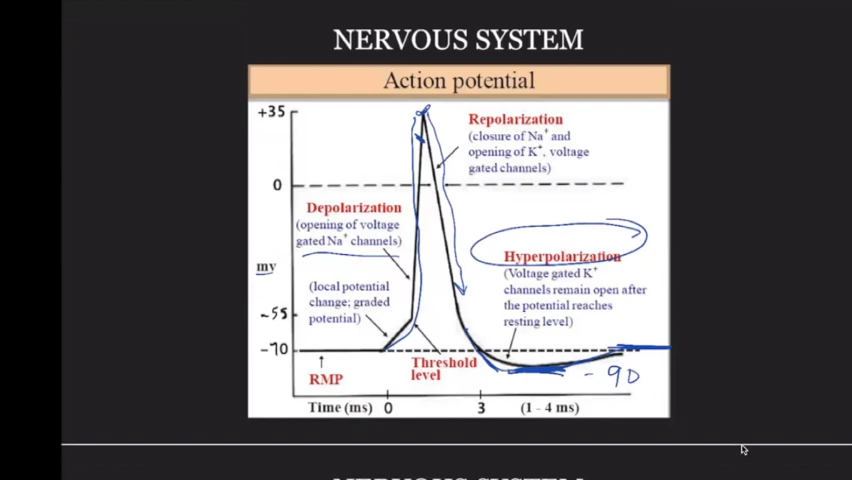 NERVOUS SYSTEM
Action potential
+35
Repolarization
(closure of Na+ and
opening of K+, voltage
gated channels)
0
Depolarization
(opening of voltage
gated Na+ channels)
Hyperpolarization
(Voltage gated K+
channels remain open after
the potential reaches
resting level)
mv
(local potential
change; graded
potential)
~55
-70
Threshold
level
RMP
- 90
Time (ms) 0 3 (1 - 4 ms)
NERVOUS SYSTEM